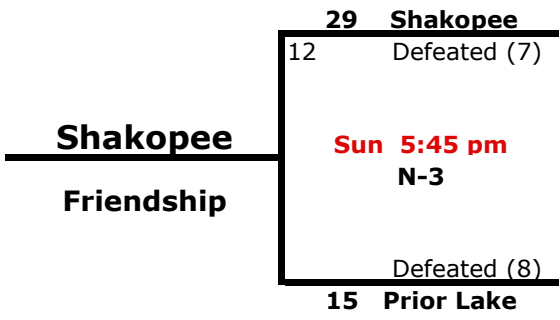 29 Shakopee
12 Defeated (7)
Shakopee
Sun 5:45 pm
N-3
Friendship
Defeated (8)
15 Prior Lake